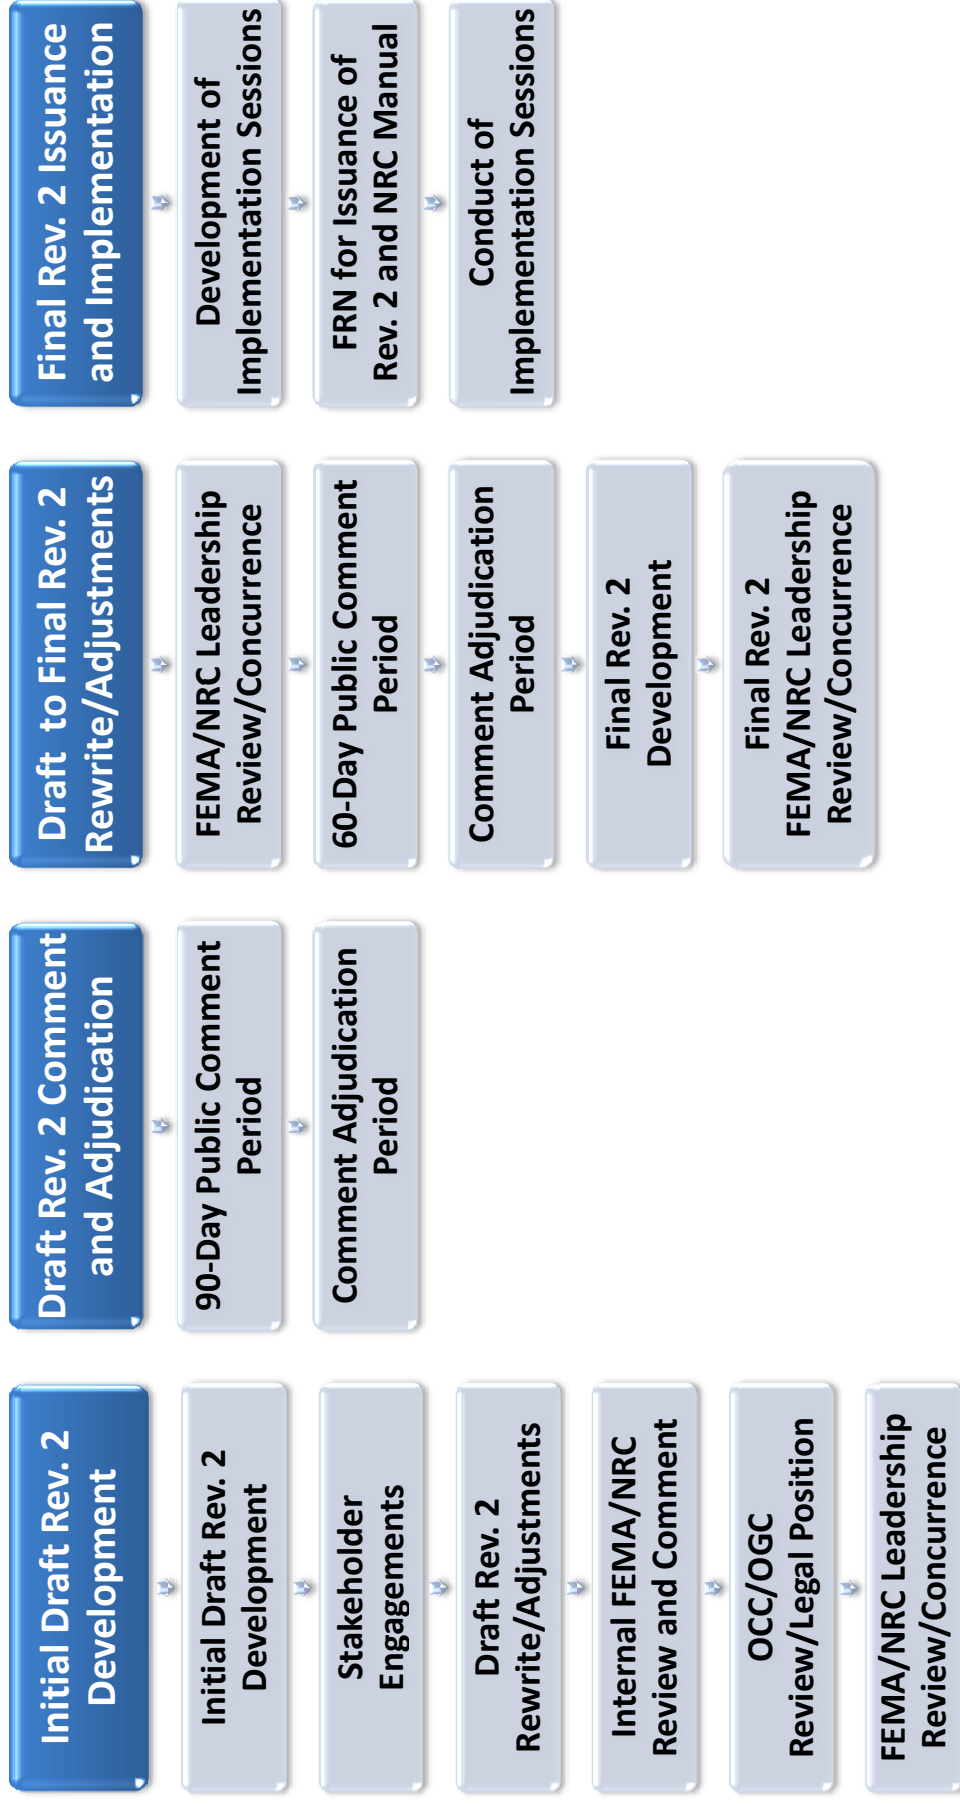 Initial Draft Rev. 2
Development
Initial Draft Rev. 2
Development
Stakeholder
Engagements
Draft Rev. 2
Rewrite/Adjustments
Internal FEMA/NRC
Review and Comment
OCC/OGC
Review/Legal Position
FEMA/NRC Leadership
Review/Concurrence
Draft Rev. 2 Comment
and Adjudication
90-Day Public Comment
Period
Comment Adjudication
Period
Draft to Final Rev. 2
Rewrite/Adjustments
FEMA/NRC Leadership
Review/Concurrence
60-Day Public Comment
Period
Comment Adjudication
Period
Final Rev. 2
Development
Final Rev. 2
FEMA/NRC Leadership
Review/Concurrence
Final Rev. 2 Issuance
and Implementation
Development of
Implementation Sessions
FRN for Issuance of
Rev. 2 and NRC Manual
Conduct of
Implementation Sessions